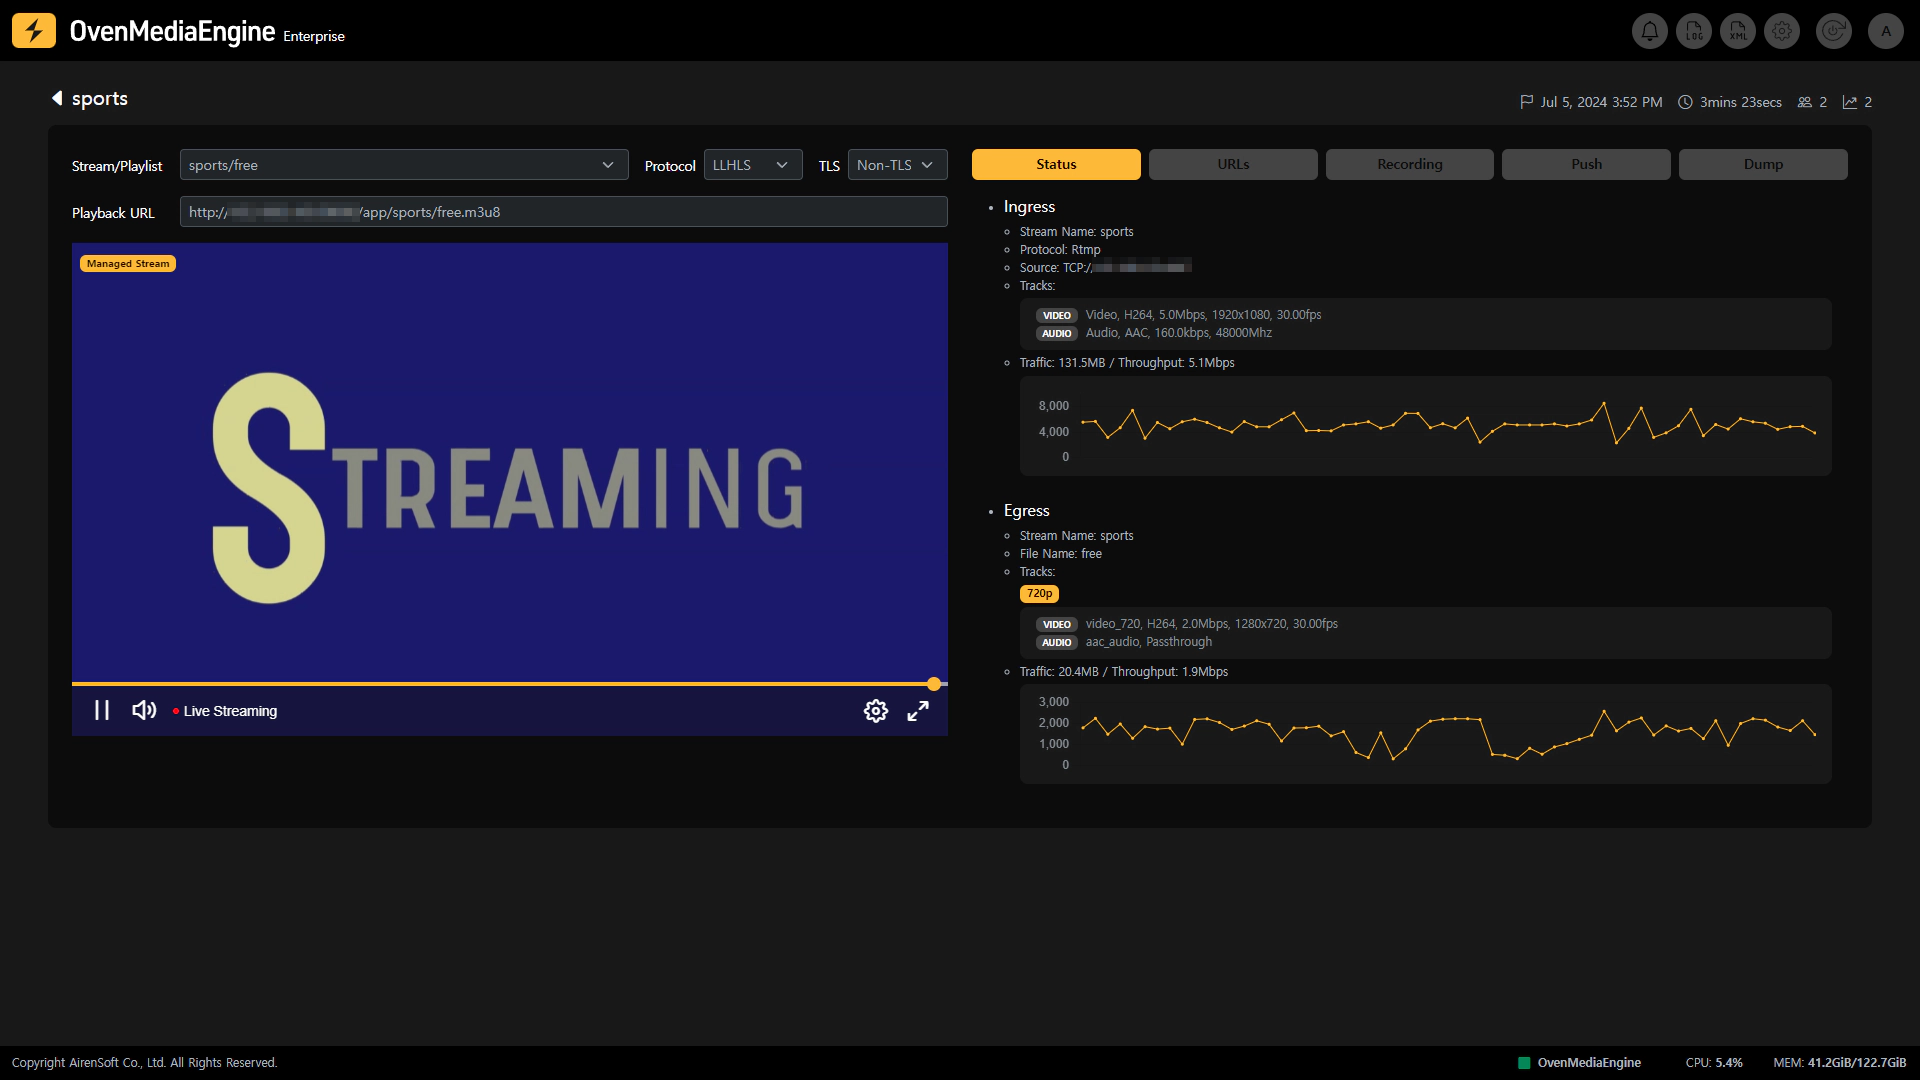 OvenMediaEngine Enterprise
LOG
XML
A
sports
Jul 5, 2024 3:52 PM 3mins 23secs 2 2
Stream/Playlist sports/free Protocol LLHLS TLS Non-TLS
Playback URL http:// /app/sports/free.m3u8
Managed Stream
STREAMING
Live Streaming
Status URLs Recording Push Dump
Ingress
Stream Name: sports
Protocol: Rtmp
Source: TCP://
Tracks:
VIDEO Video, H264, 5.0Mbps, 1920x1080, 30.00fps
AUDIO Audio, AAC, 160.0kbps, 48000Mhz
Traffic: 131.5MB / Throughput: 5.1Mbps
8,000
4,000
0
Egress
Stream Name: sports
File Name: free
Tracks:
720p
VIDEO video_720, H264, 2.0Mbps, 1280x720, 30.00fps
AUDIO aac_audio, Passthrough
Traffic: 20.4MB / Throughput: 1.9Mbps
3,000
2,000
1,000
0
Copyright AirenSoft Co., Ltd. All Rights Reserved.
OvenMediaEngine CPU: 5.4% MEM: 41.2GiB/122.7GiB